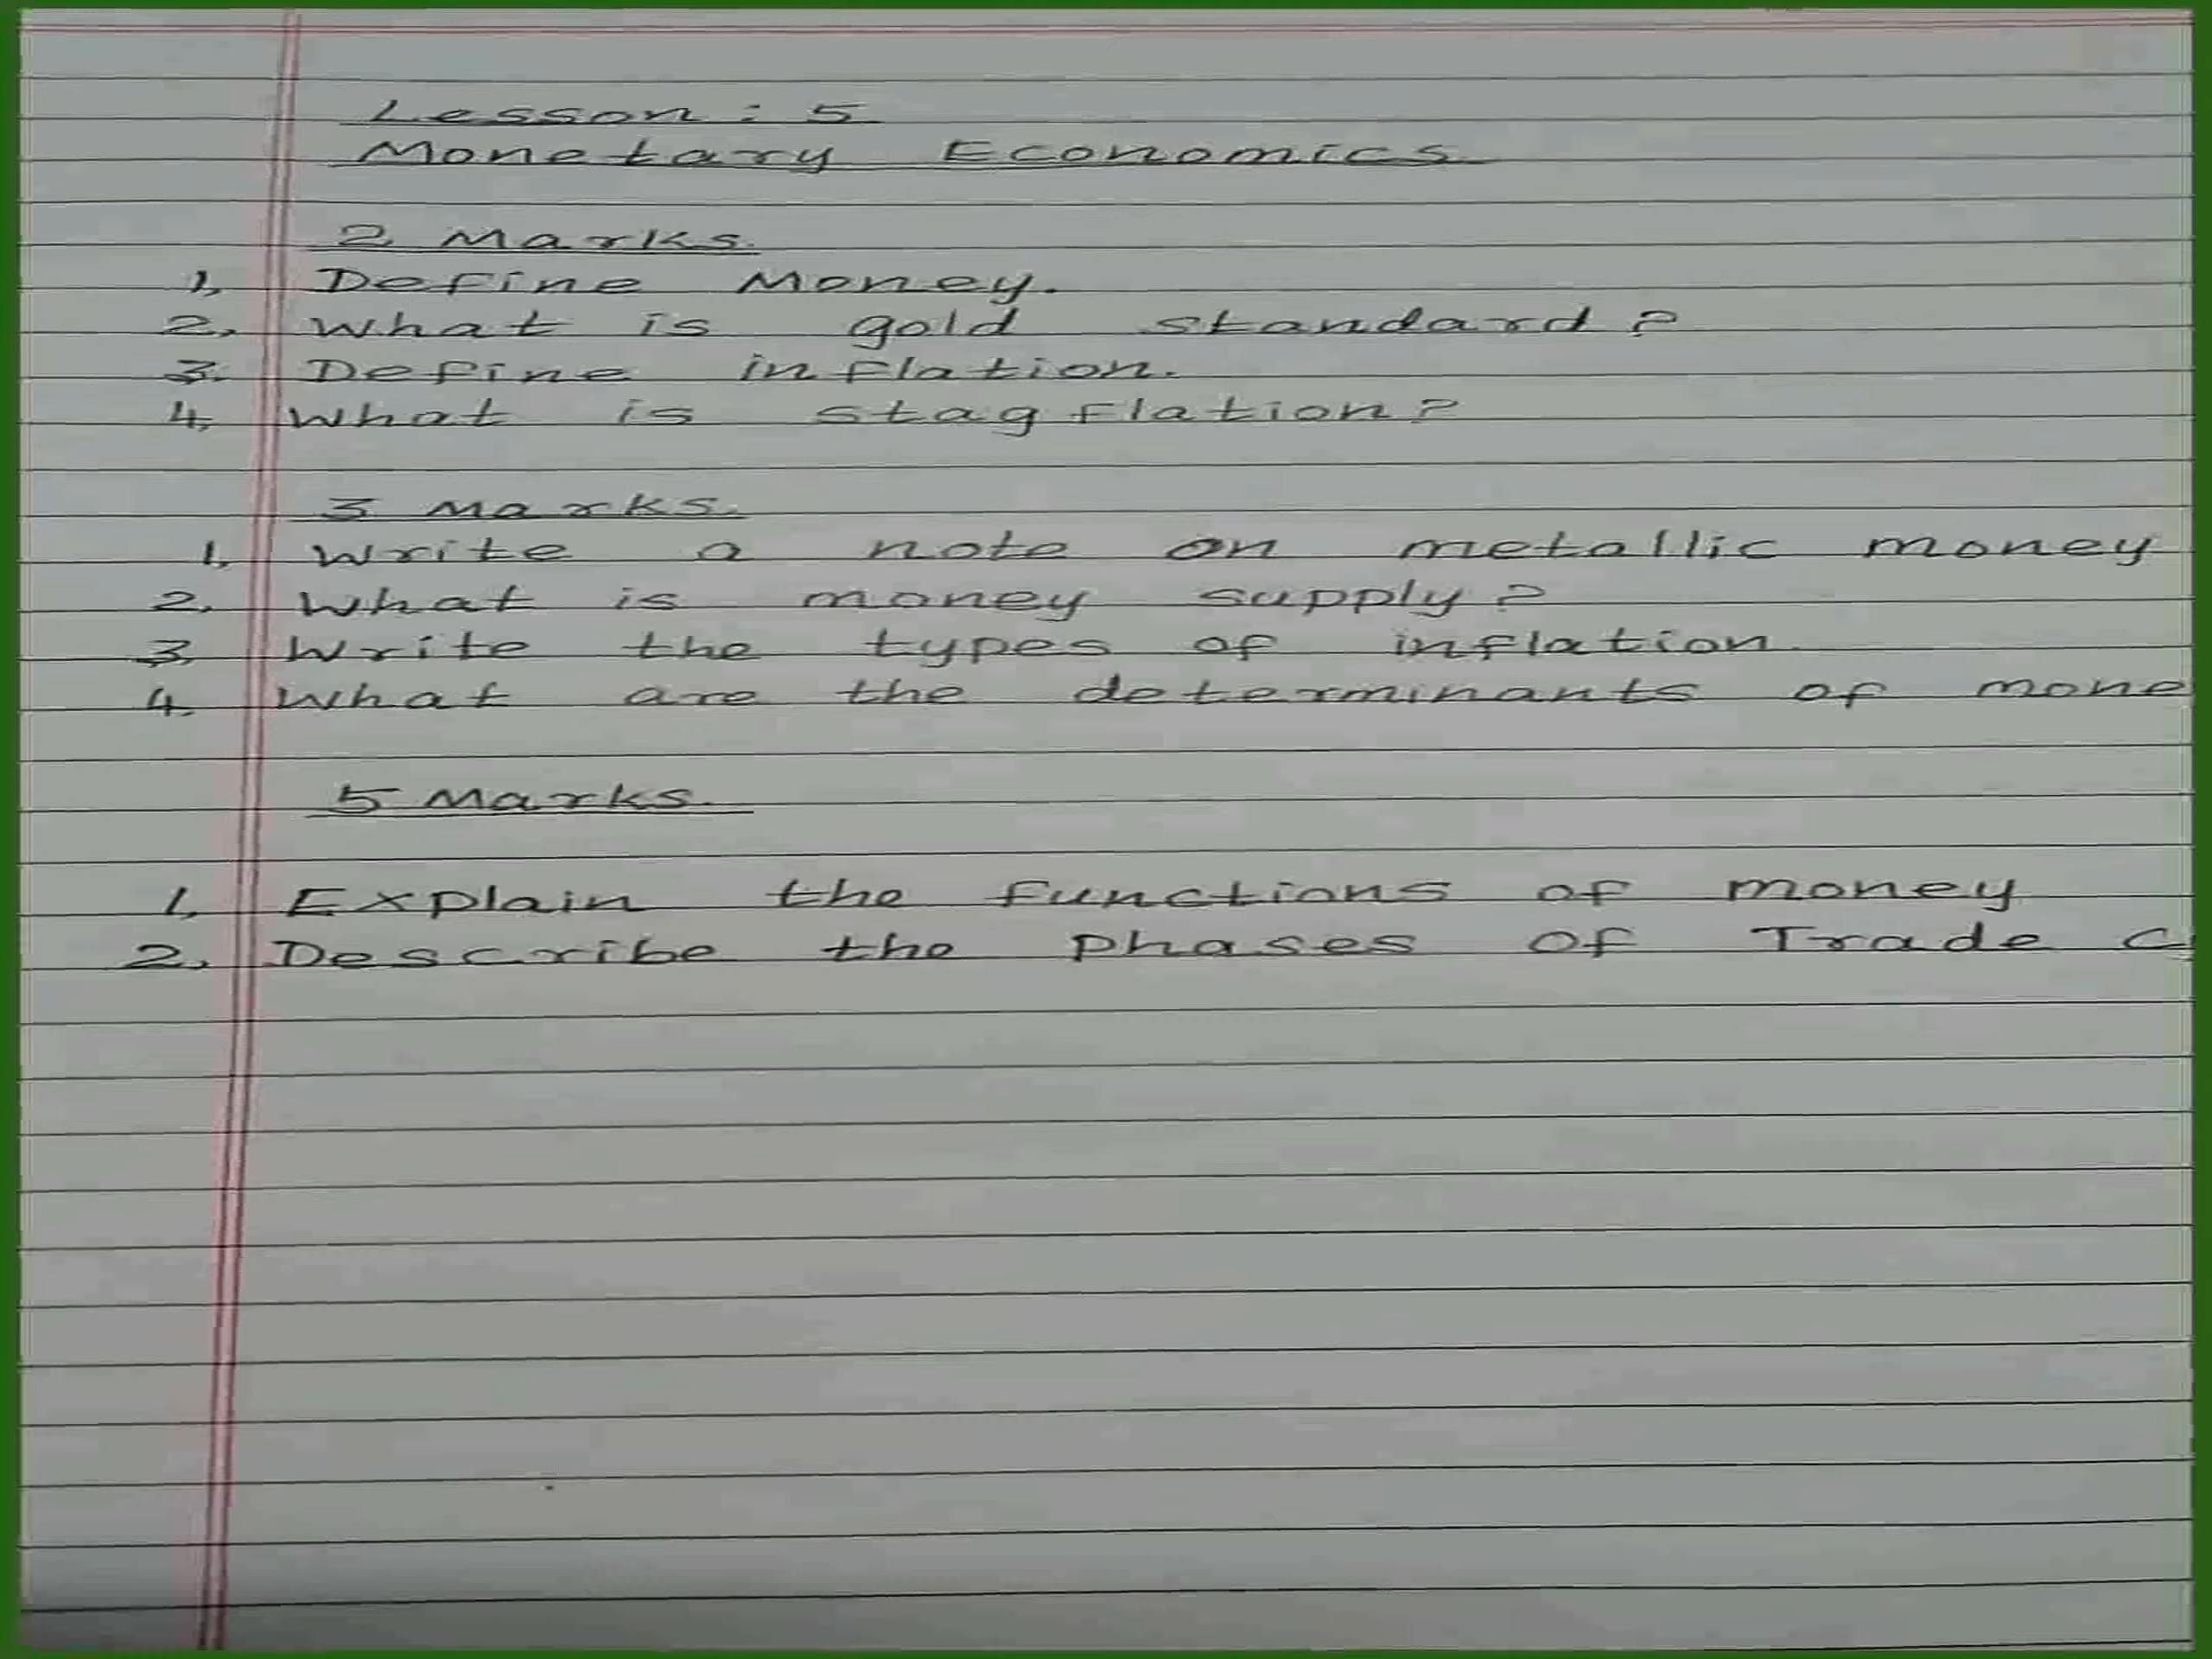 Lesson : 5
Monetary Economics.
2 Marks.
1, Define Money.
2. What is gold standard?
3. Define inflation.
4. What is stagflation?
3 Marks.
1. Write a note on metallic money
2. What is money supply?
3. Write the types of inflation.
4. What are the determinants of mone
5 Marks.
1. Explain the functions of money
2. Describe the phases of Trade